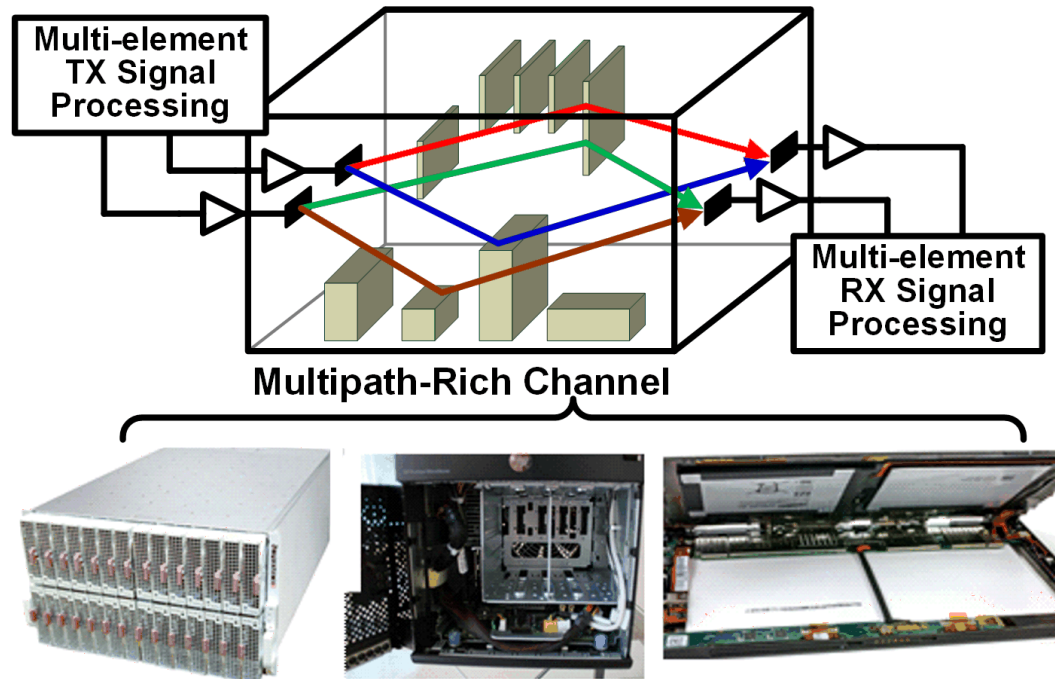 Multi-element
TX Signal
Processing
Multi-element
RX Signal
Processing
Multipath-Rich Channel